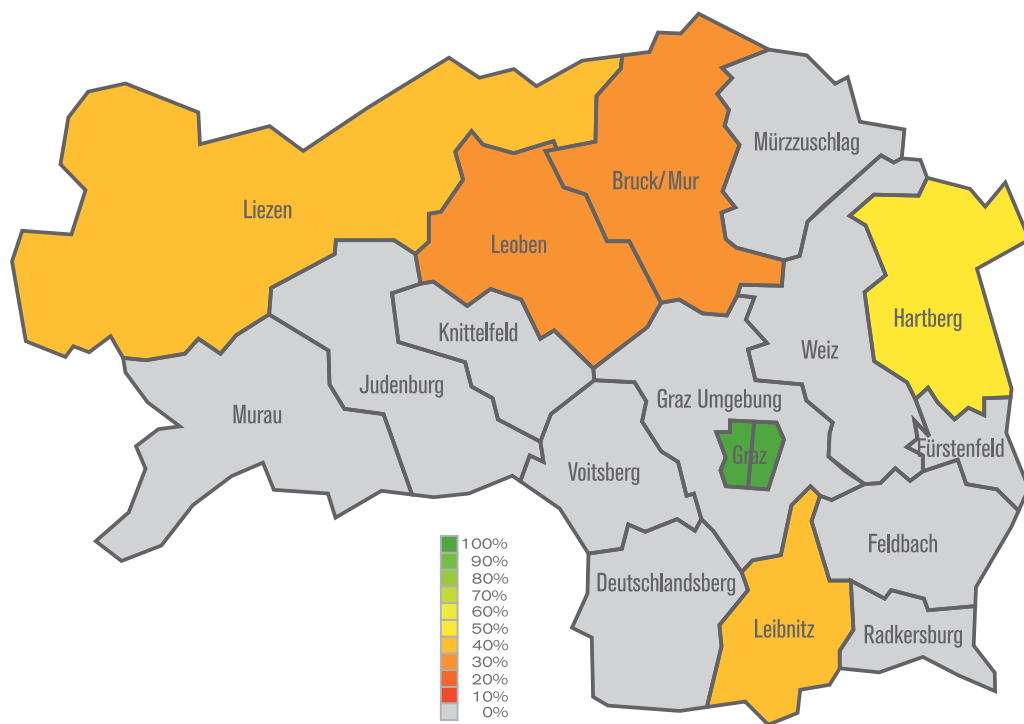 Mürzzuschlag
Bruck/Mur
Liezen
Leoben
Hartberg
Knittelfeld
Weiz
Judenburg
Graz Umgebung
Murau
Fürstenfeld
Graz
Voitsberg
Feldbach
Deutschlandsberg
Leibnitz
Radkersburg
100%
90%
80%
70%
60%
50%
40%
30%
20%
10%
0%